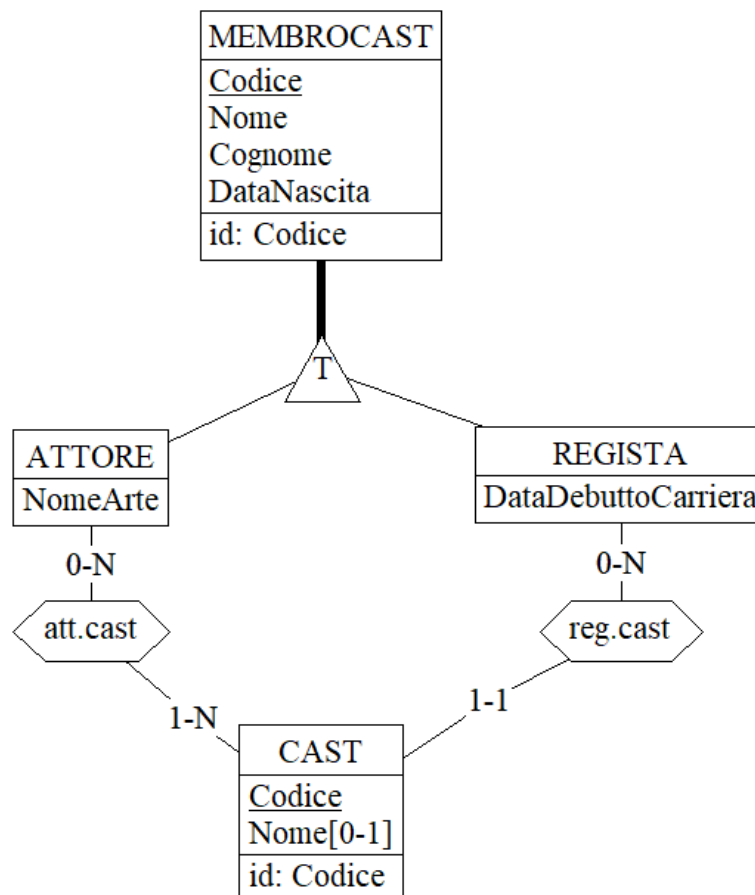 MEMBROCAST
Codice
Nome
Cognome
DataNascita
id: Codice
T
ATTORE
NomeArte
REGISTA
DataDebuttoCarriera
0-N
0-N
att.cast
reg.cast
1-N
1-1
CAST
Codice
Nome[0-1]
id: Codice